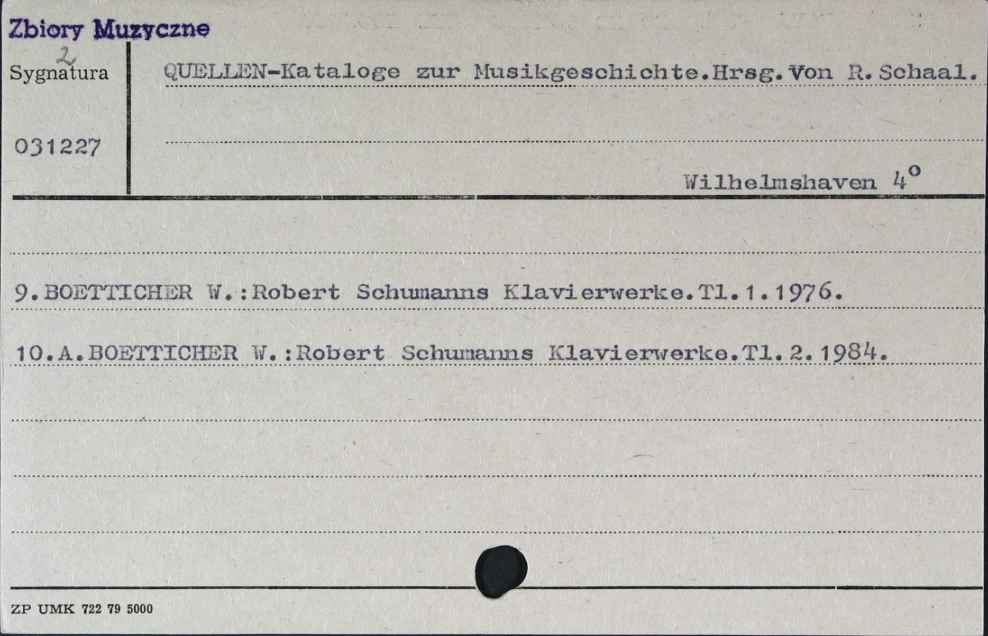 Zbiory Muzyczne
2
Sygnatura
QUELLEN-Kataloge zur Musikgeschichte.Hrsg.Von R.Schaal.
031227
Wilhelmshaven 4°
9.BOETTICHER W.:Robert Schumanns Klavierwerke.Tl.1.1976.
10.A.BOETTICHER W.:Robert Schumanns Klavierwerke.Tl.2.1984.
ZP UMK 722 79 5000